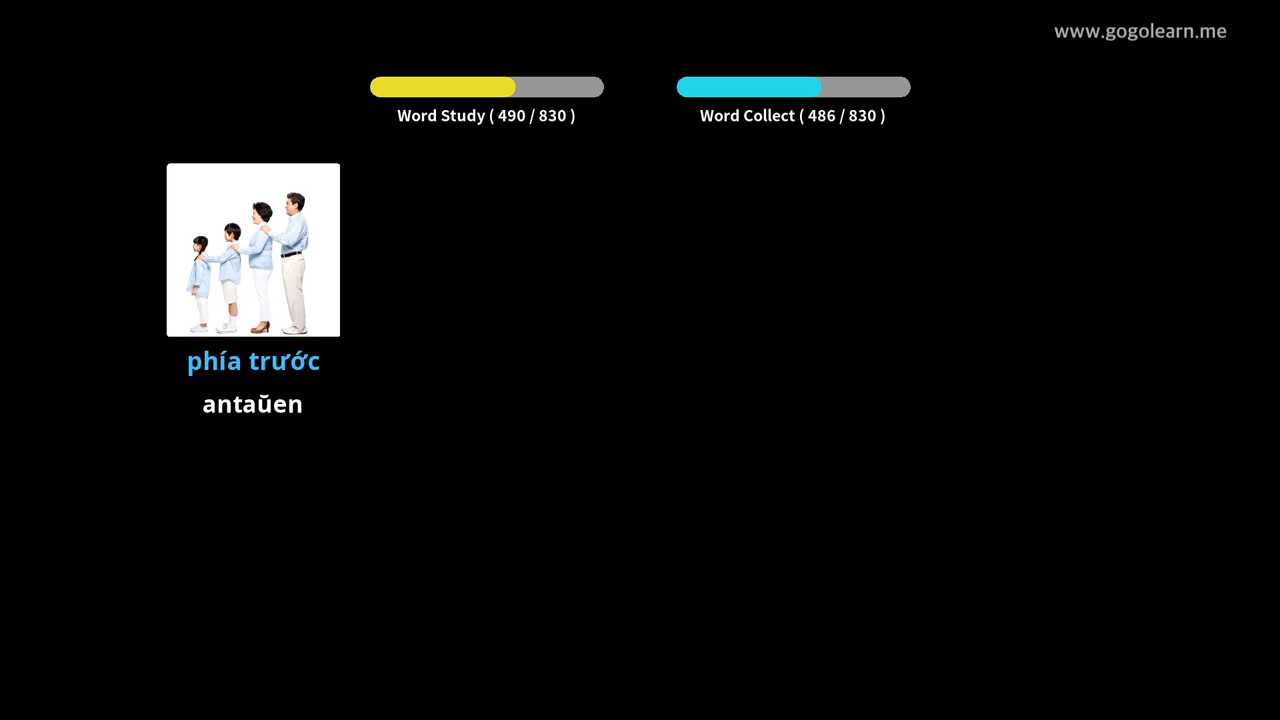 www.gogolearn.me
Word Study ( 490 / 830 )
Word Collect ( 486 / 830 )
phía trước
antaŭen